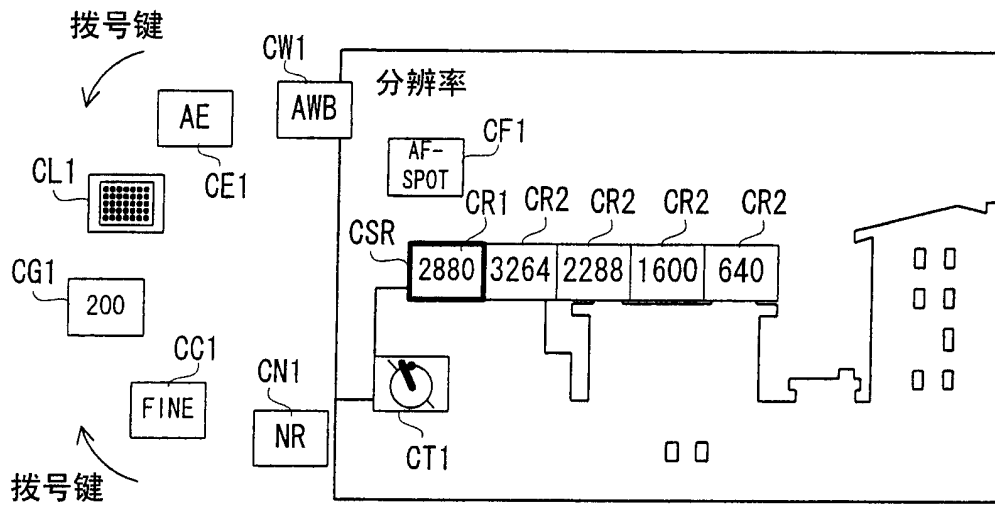 拨号键
CW1
分辨率
AWB
AE
CF1
AF-
SPOT
CL1
CE1
CR1
CR2
CR2
CR2
CR2
CSR
2880
3264
2288
1600
640
CG1
200
CC1
CN1
FINE
NR
CT1
拨号键